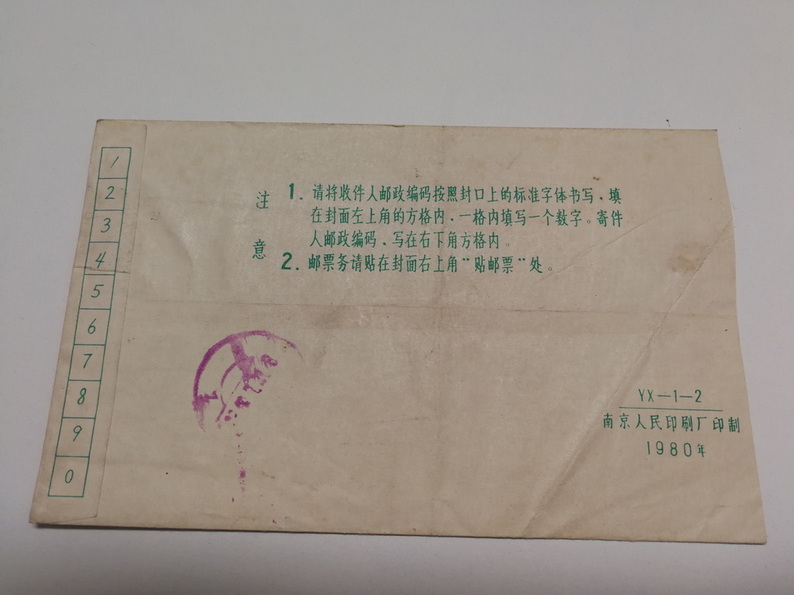 1
2
3
4
5
6
7
8
9
0
注意
1. 请将收件人邮政编码按照封口上的标准字体书写，填
在封面左上角的方格内，一格内填写一个数字。寄件
人邮政编码，写在右下角方格内。
2. 邮票务请贴在封面右上角“贴邮票”处。
YX—1—2
南京人民印刷厂印制
1980年